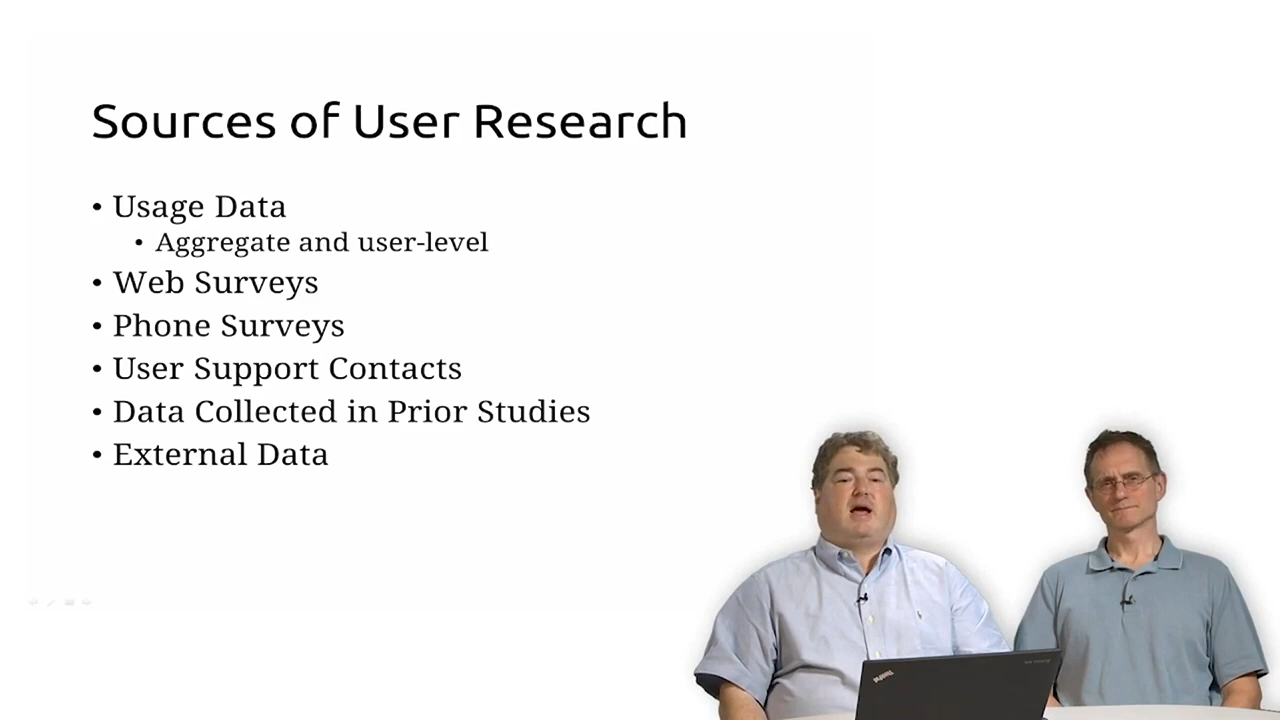 Sources of User Research
• Usage Data
• Aggregate and user-level
• Web Surveys
• Phone Surveys
• User Support Contacts
• Data Collected in Prior Studies
• External Data
ThinkPad